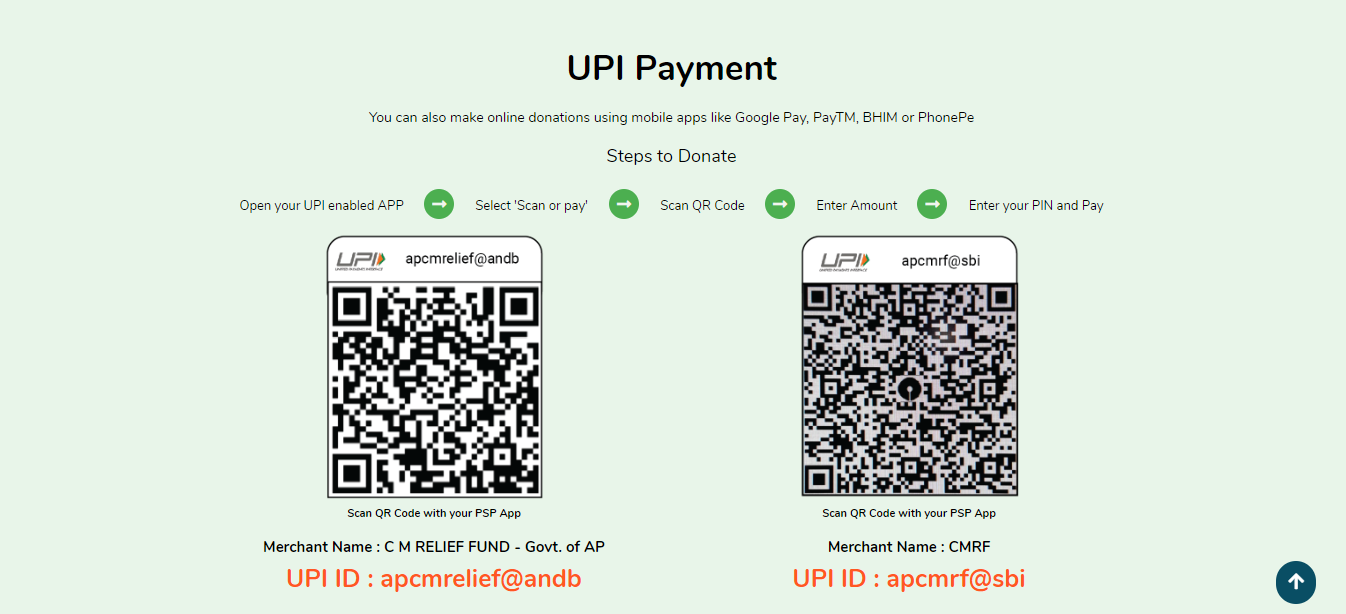 UPI Payment
You can also make online donations using mobile apps like Google Pay, PayTM, BHIM or PhonePe
Steps to Donate
Open your UPI enabled APP
Select 'Scan or pay'
Scan QR Code
Enter Amount
Enter your PIN and Pay
UPI apcmrelief@andb
UNIFIED PAYMENTS INTERFACE
Scan QR Code with your PSP App
Merchant Name : C M RELIEF FUND - Govt. of AP
UPI ID : apcmrelief@andb
UPI apcmrf@sbi
UNIFIED PAYMENTS INTERFACE
Scan QR Code with your PSP App
Merchant Name : CMRF
UPI ID : apcmrf@sbi